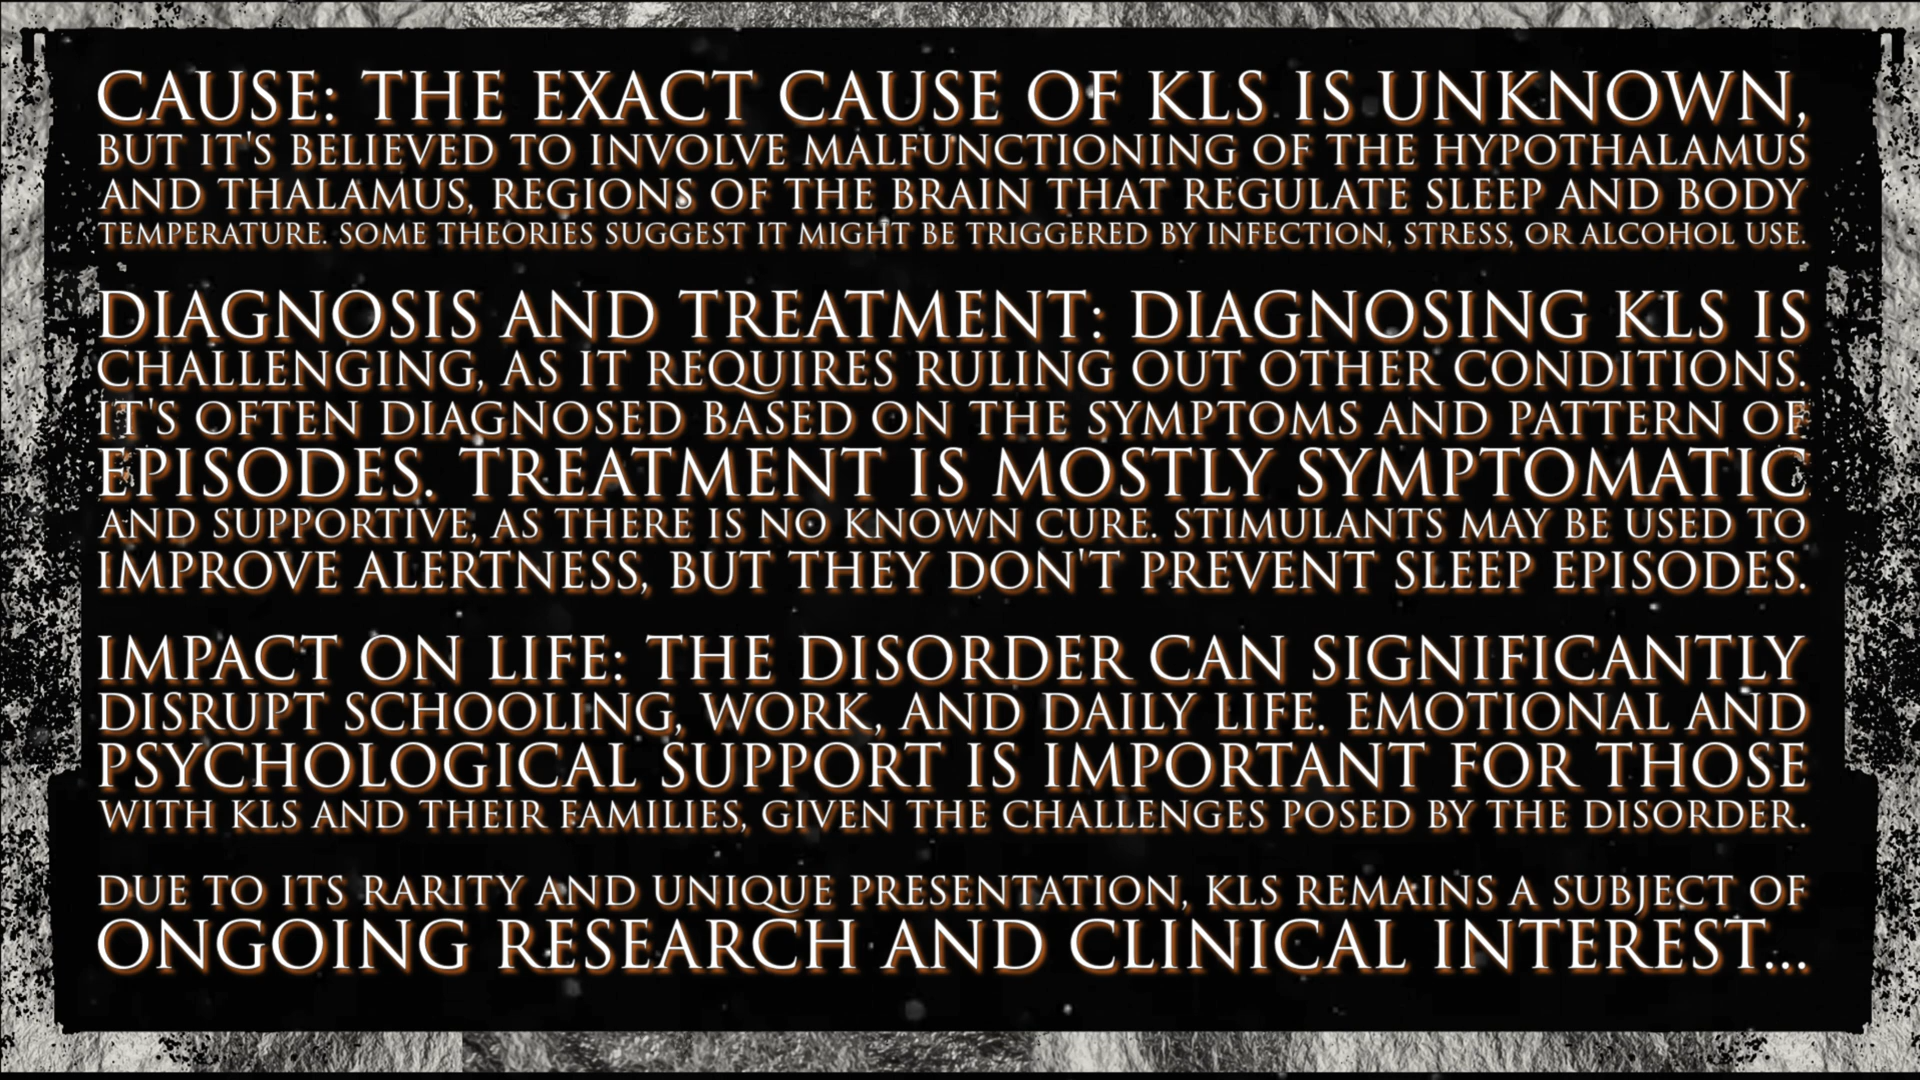 CAUSE: THE EXACT CAUSE OF KLS IS UNKNOWN,
BUT IT'S BELIEVED TO INVOLVE MALFUNCTIONING OF THE HYPOTHALAMUS
AND THALAMUS, REGIONS OF THE BRAIN THAT REGULATE SLEEP AND BODY
TEMPERATURE. SOME THEORIES SUGGEST IT MIGHT BE TRIGGERED BY INFECTION, STRESS, OR ALCOHOL USE.
DIAGNOSIS AND TREATMENT: DIAGNOSING KLS IS
CHALLENGING, AS IT REQUIRES RULING OUT OTHER CONDITIONS.
IT'S OFTEN DIAGNOSED BASED ON THE SYMPTOMS AND PATTERN OF
EPISODES. TREATMENT IS MOSTLY SYMPTOMATIC
AND SUPPORTIVE, AS THERE IS NO KNOWN CURE. STIMULANTS MAY BE USED TO
IMPROVE ALERTNESS, BUT THEY DON'T PREVENT SLEEP EPISODES.
IMPACT ON LIFE: THE DISORDER CAN SIGNIFICANTLY
DISRUPT SCHOOLING, WORK, AND DAILY LIFE. EMOTIONAL AND
PSYCHOLOGICAL SUPPORT IS IMPORTANT FOR THOSE
WITH KLS AND THEIR FAMILIES, GIVEN THE CHALLENGES POSED BY THE DISORDER.
DUE TO ITS RARITY AND UNIQUE PRESENTATION, KLS REMAINS A SUBJECT OF
ONGOING RESEARCH AND CLINICAL INTEREST...